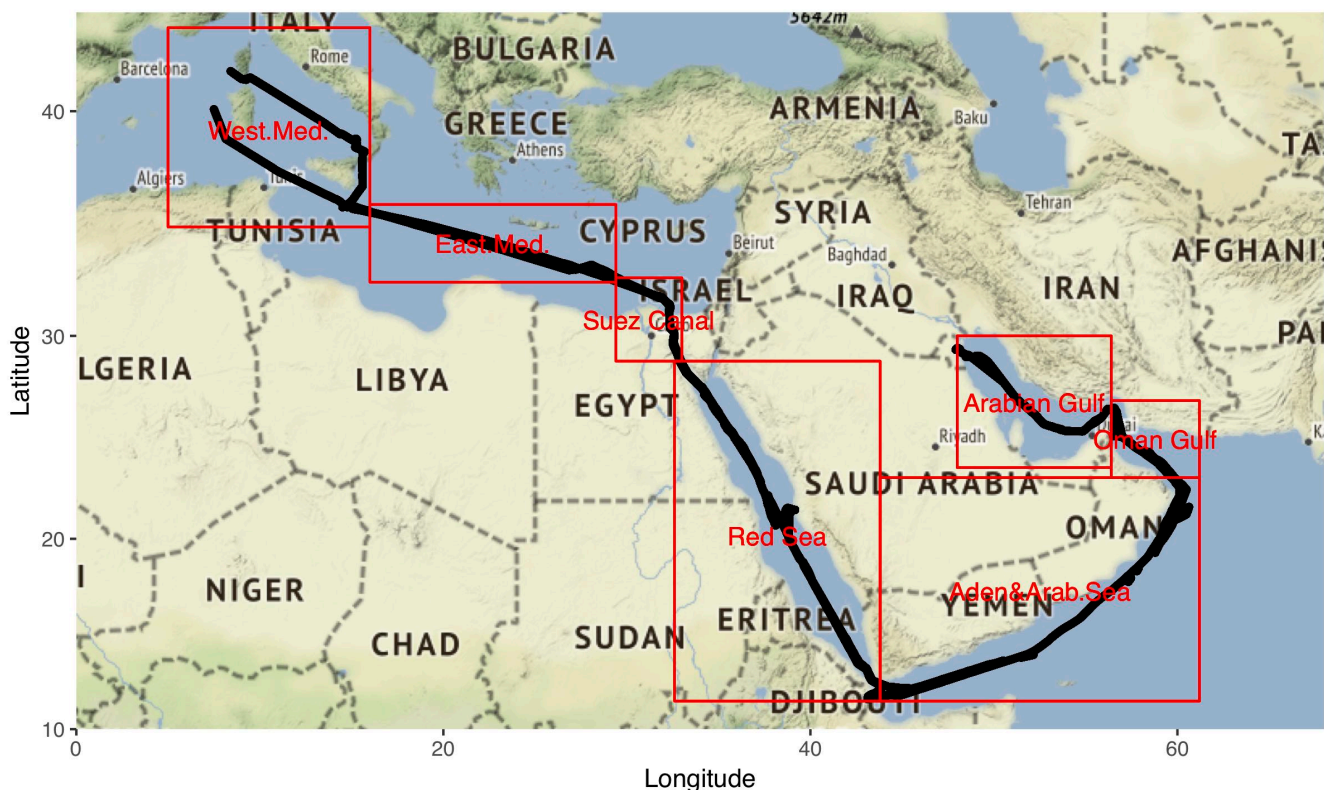 ITALY
5642m
BULGARIA
Barcelona
Rome
40
ARMENIA
Baku
GREECE
West.Med.
Athens
TA
Algiers
Tunis
Tehran
TUNISIA
SYRIA
CYPRUS
East.Med.
Beirut
Baghdad
AFGHANIS
ISRAEL
IRAQ
IRAN
30
Suez Canal
PA
LGERIA
LIBYA
EGYPT
Arabian Gulf
Riyadh
Oman Gulf
Ka
SAUDI ARABIA
20
Red Sea
OMAN
NIGER
Aden&Arab.Sea
YEMEN
ERITREA
CHAD
SUDAN
DJIBOUTI
10
0
20
40
60
Longitude
Latitude